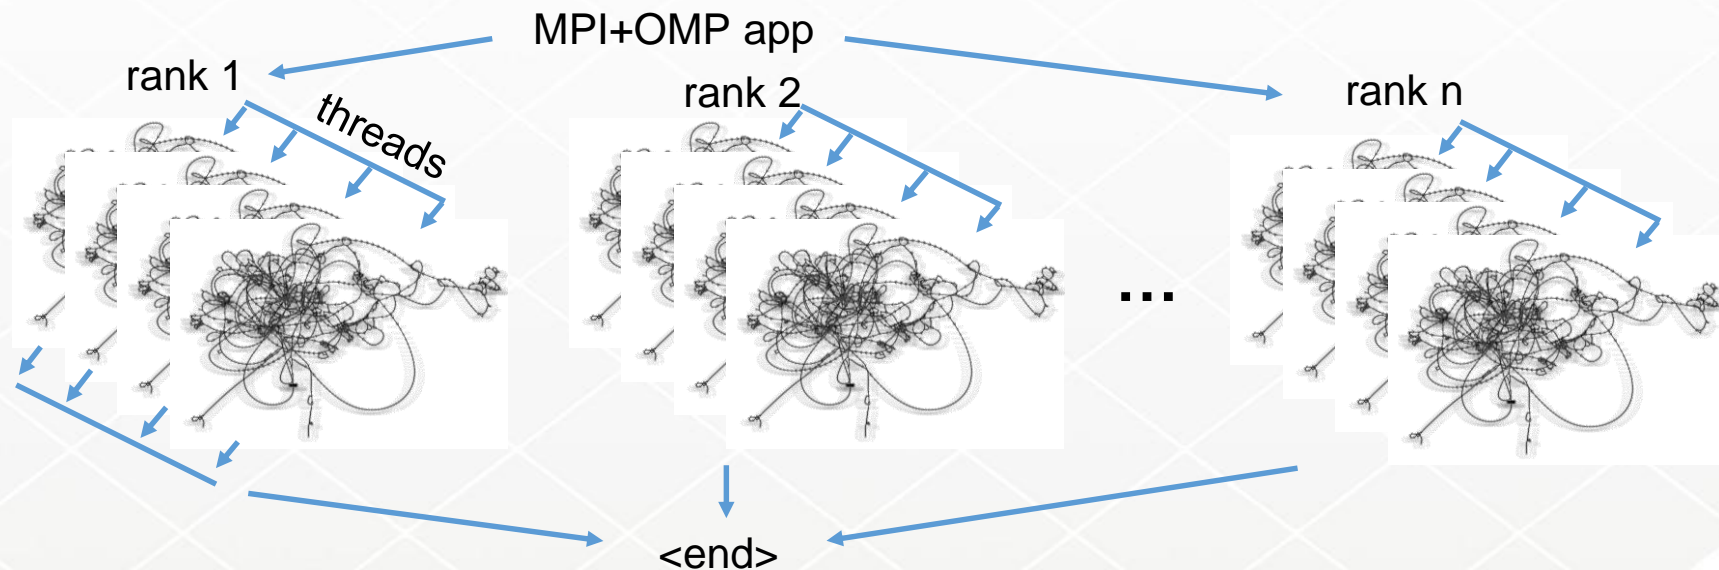 MPI+OMP app
rank 1
rank 2
rank n
threads
...
<end>